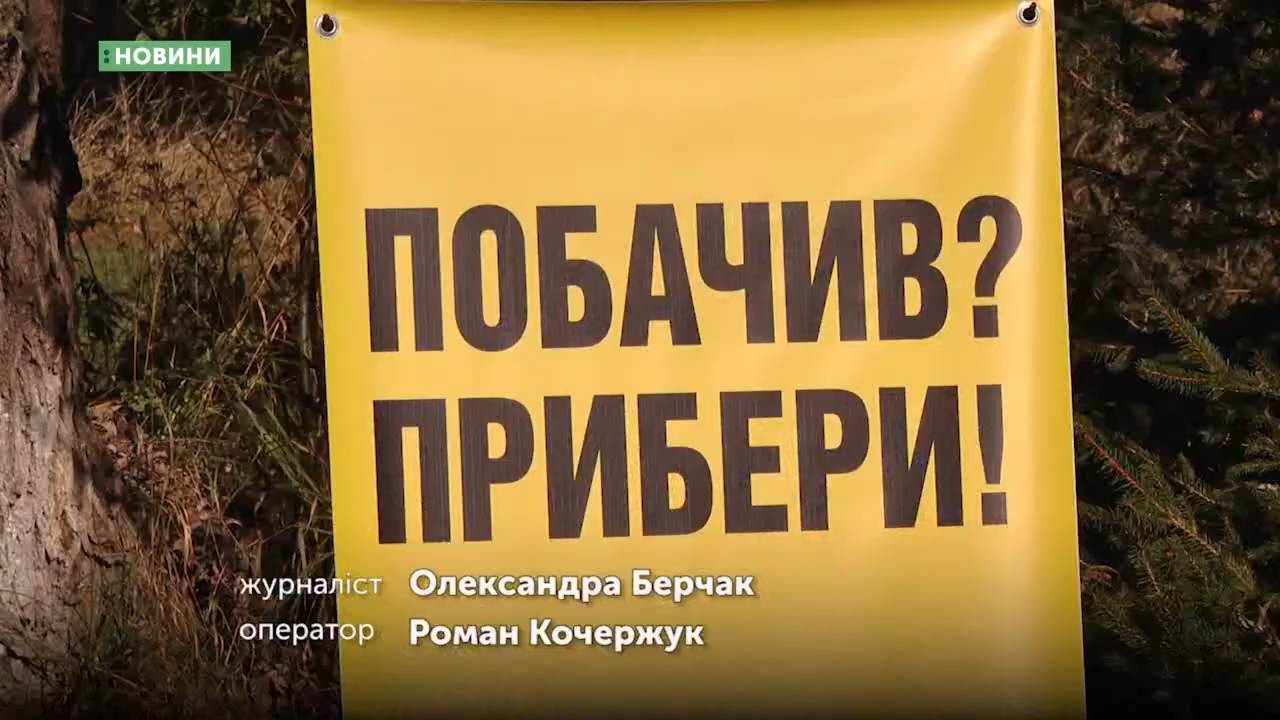 :НОВИНИ
ПОБАЧИВ?
ПРИБЕРИ!
журналіст Олександра Берчак
оператор Роман Кочержук